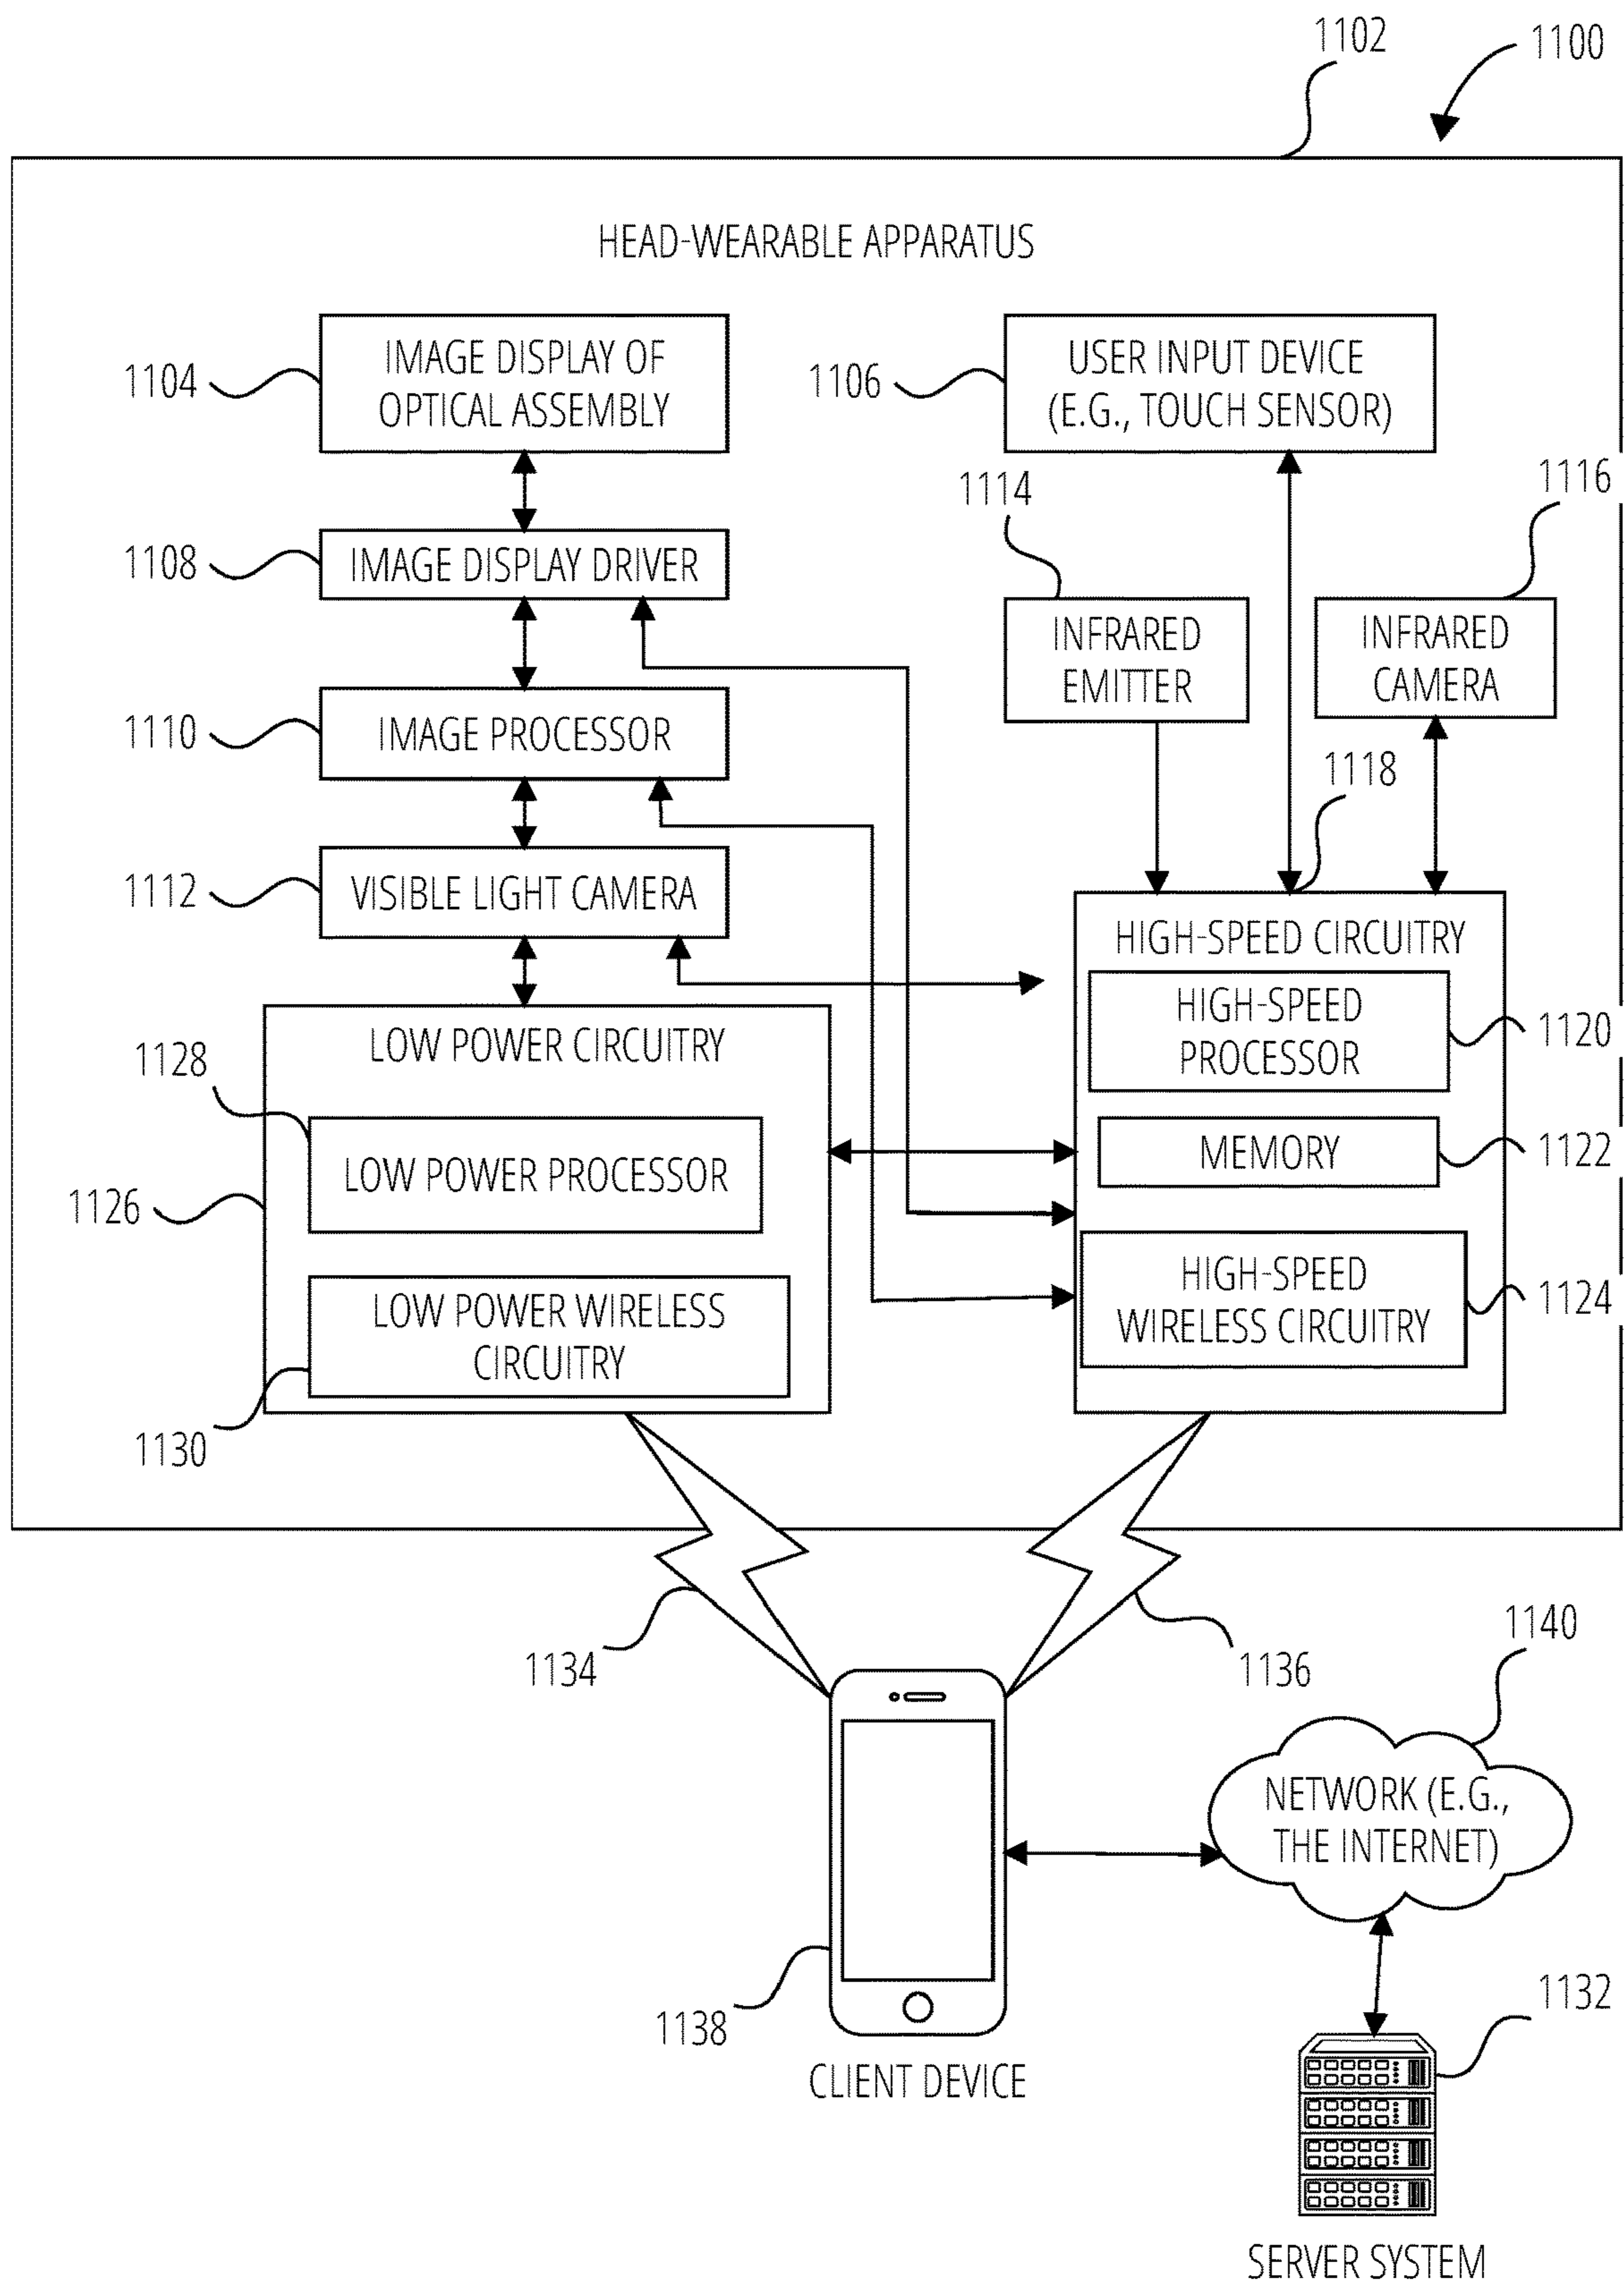 1102
1100
HEAD-WEARABLE APPARATUS
1104
IMAGE DISPLAY OF
OPTICAL ASSEMBLY
1106
USER INPUT DEVICE
(E.G., TOUCH SENSOR)
1114
1116
1108
IMAGE DISPLAY DRIVER
INFRARED
EMITTER
INFRARED
CAMERA
1110
IMAGE PROCESSOR
1118
1112
VISIBLE LIGHT CAMERA
HIGH-SPEED CIRCUITRY
HIGH-SPEED
PROCESSOR
1120
LOW POWER CIRCUITRY
1128
LOW POWER PROCESSOR
MEMORY
1122
1126
LOW POWER WIRELESS
CIRCUITRY
HIGH-SPEED
WIRELESS CIRCUITRY
1124
1130
1134
1136
1140
NETWORK (E.G.,
THE INTERNET)
1138
CLIENT DEVICE
1132
SERVER SYSTEM